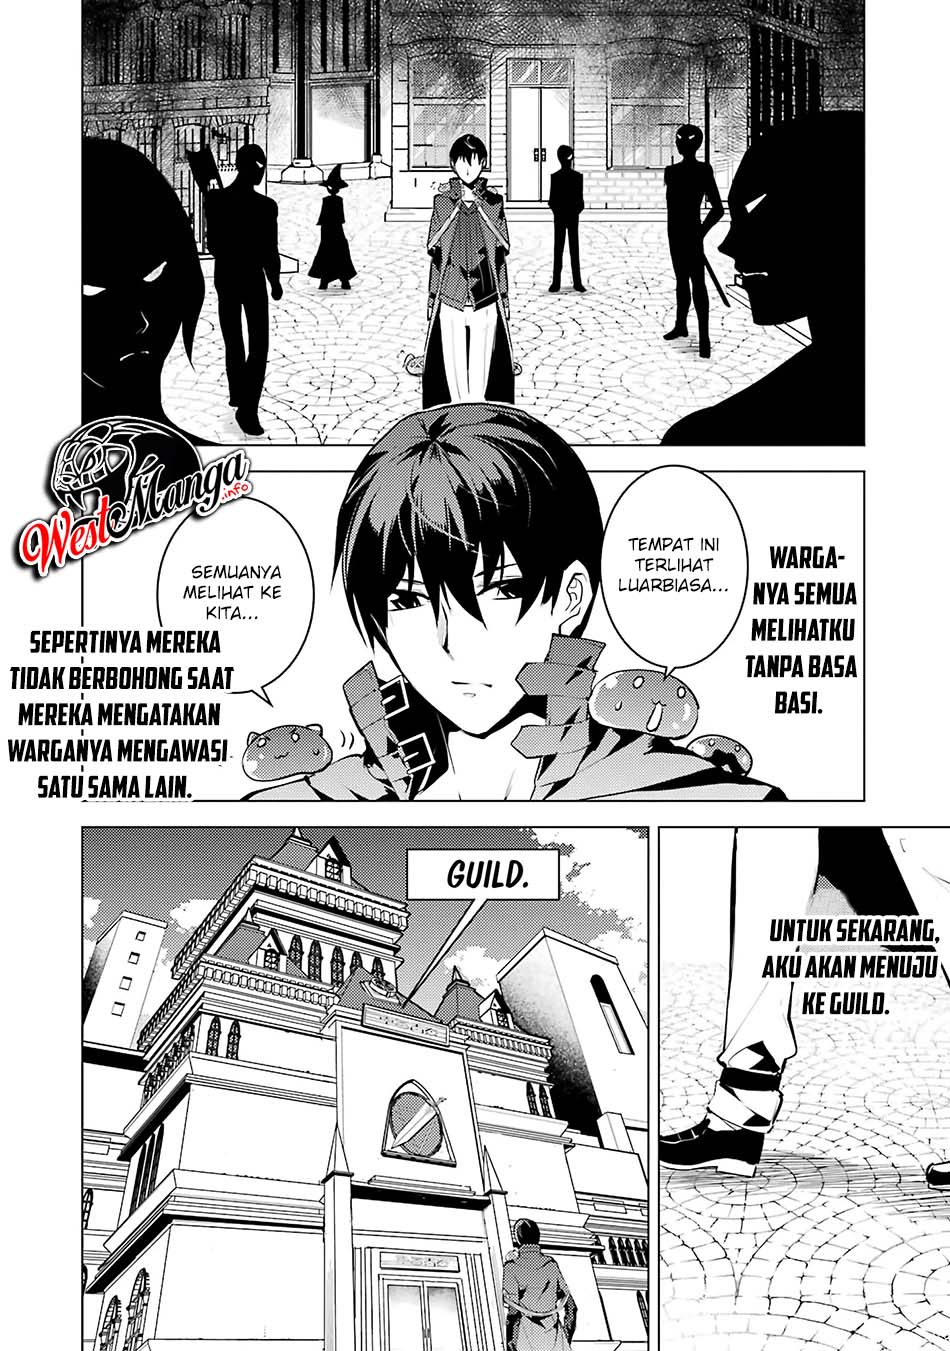 WARGA-
NYA SEMUA
MELIHATKU
TANPA BASA
BASI.
TEMPAT INI
TERLIHAT
LUARBIASA...
SEMUANYA
MELIHAT KE
KITA...
WestManga
.info
SEPERTINYA MEREKA
TIDAK BERBOHONG SAAT
MEREKA MENGATAKAN
WARGANYA MENGAWASI
SATU SAMA LAIN.
UNTUK SEKARANG,
AKU AKAN MENUJU
KE GUILD.
GUILD.